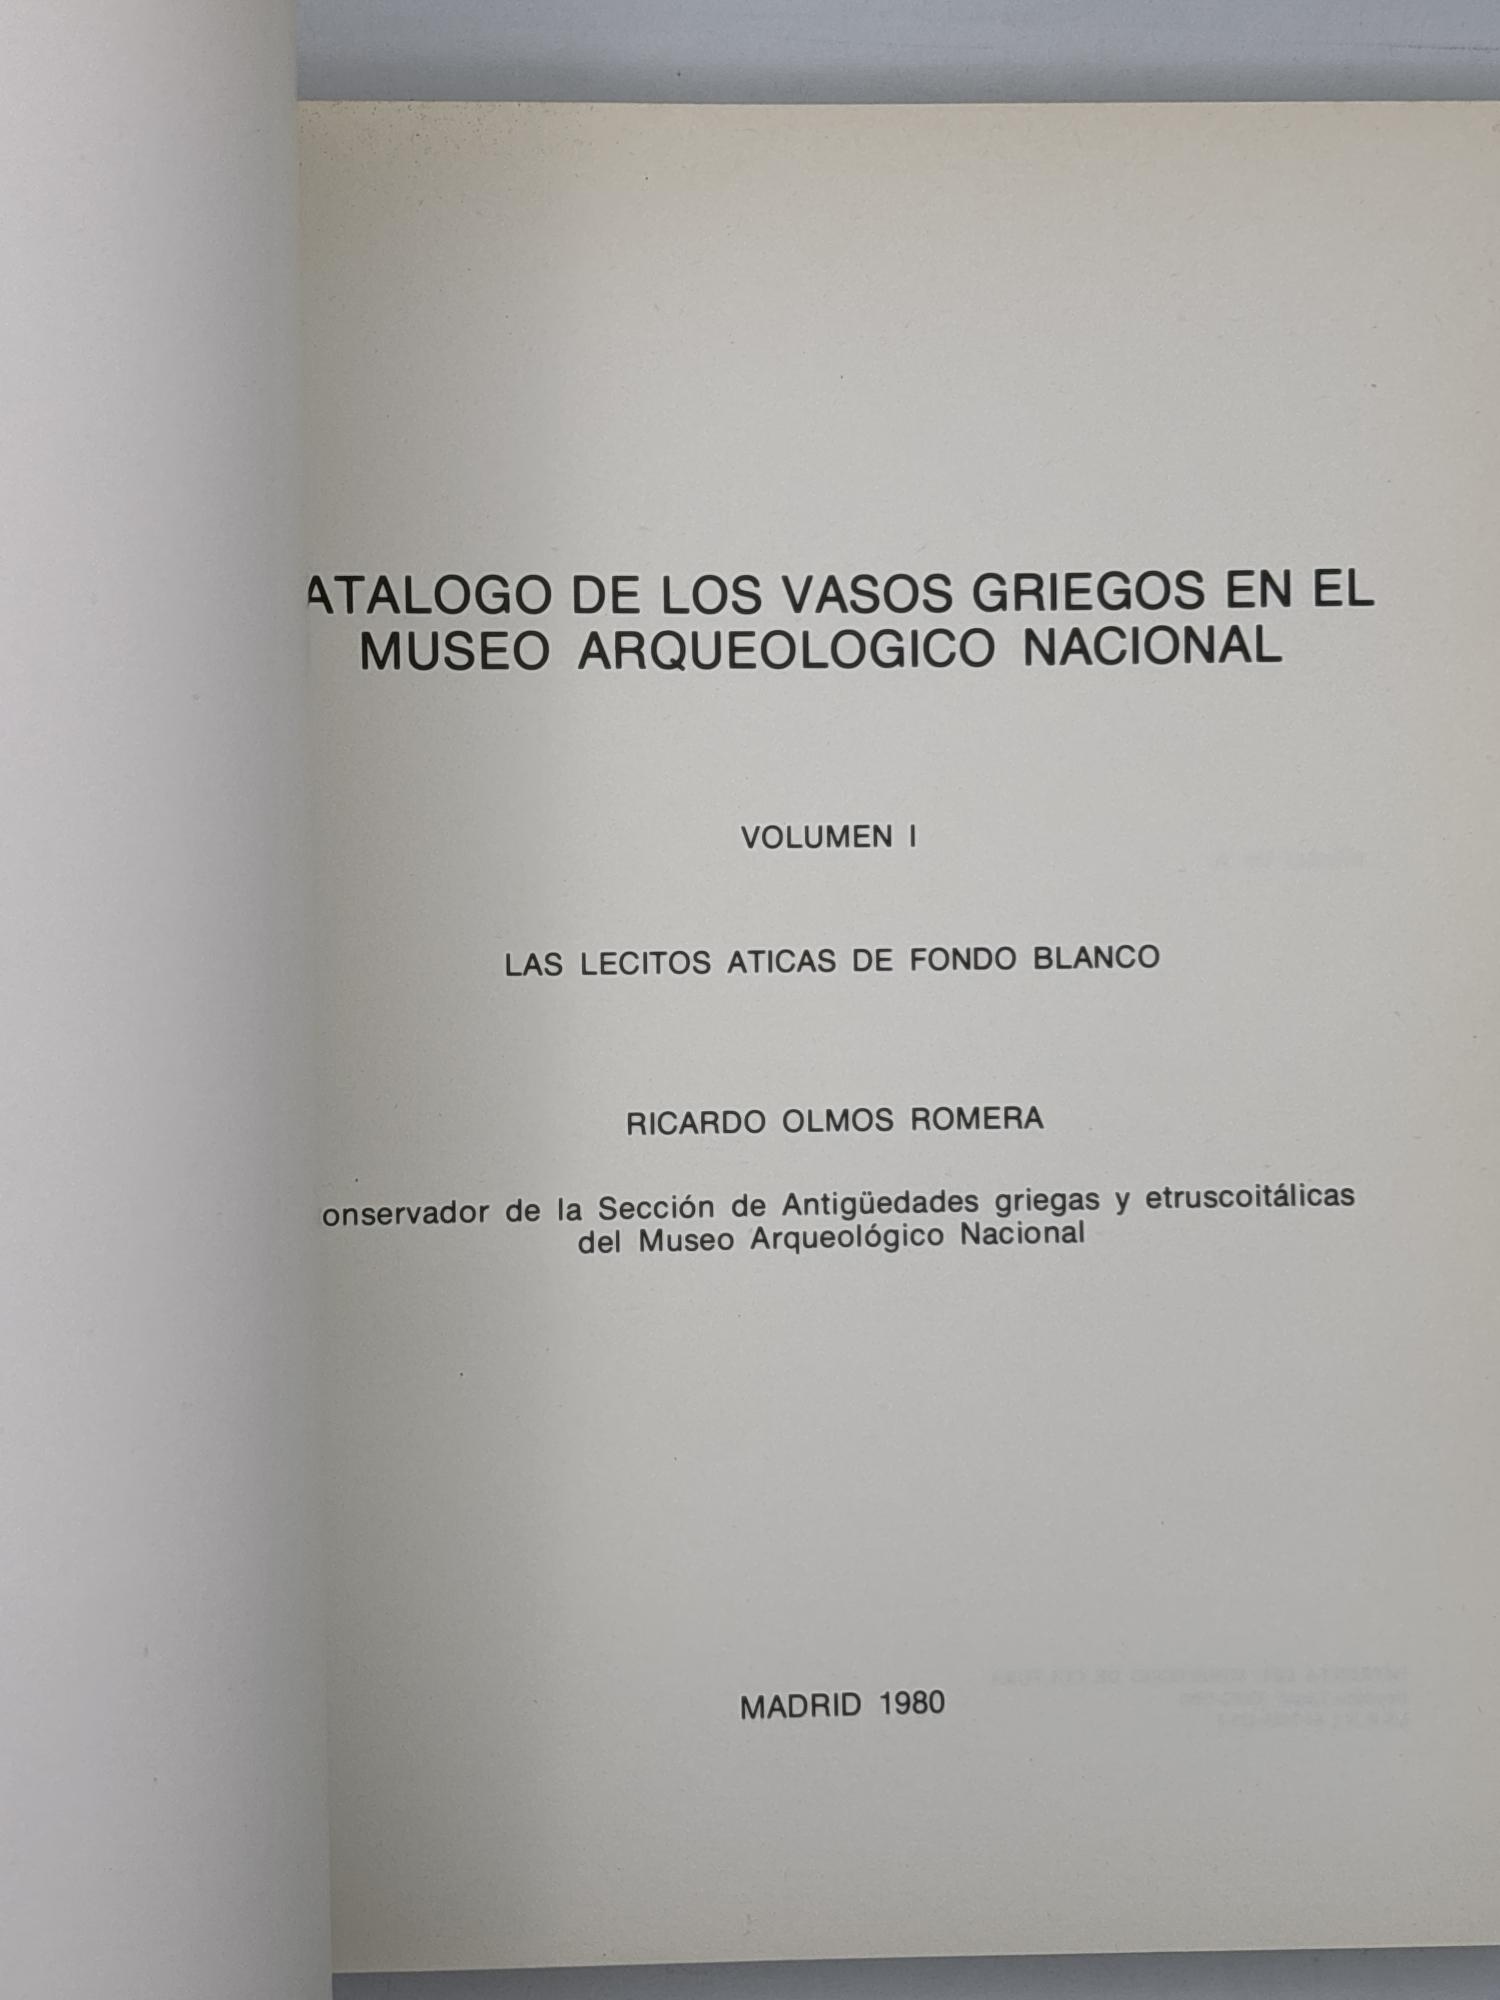 ATALOGO DE LOS VASOS GRIEGOS EN EL
MUSEO ARQUEOLOGICO NACIONAL
VOLUMEN I
LAS LECITOS ATICAS DE FONDO BLANCO
RICARDO OLMOS ROMERA
onservador de la Sección de Antigüedades griegas y etruscoitálicas
del Museo Arqueológico Nacional
MADRID 1980